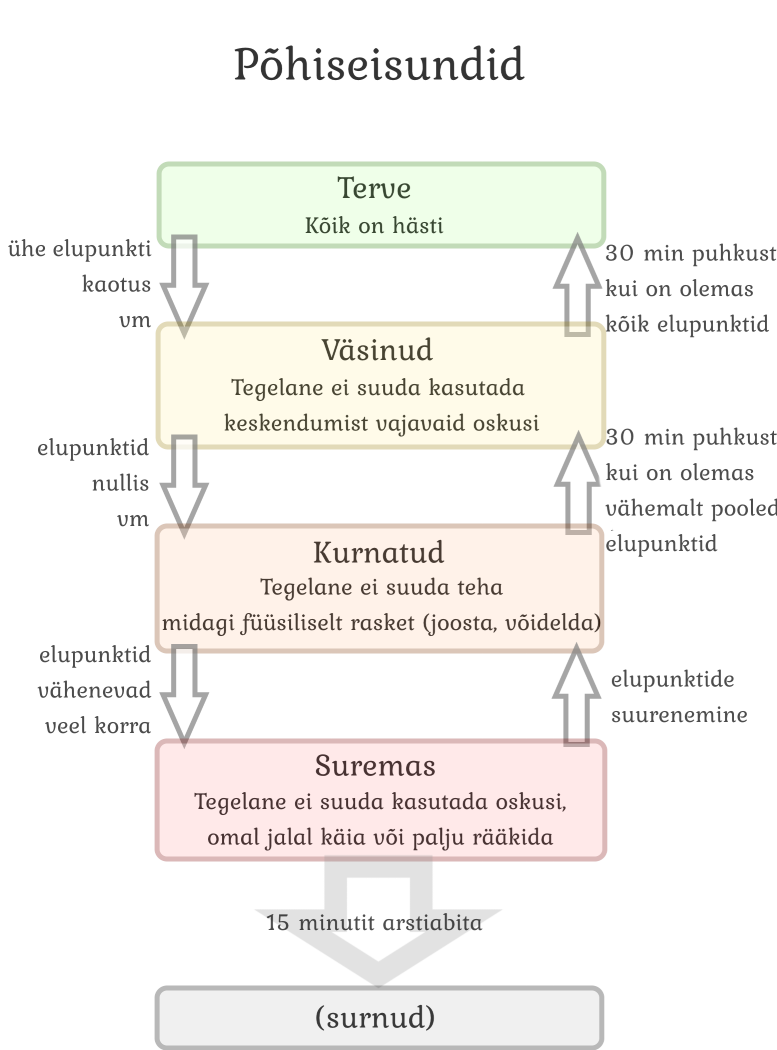 Põhiseisundid
Terve
Kõik on hästi
ühe elupunkti
kaotus
vm
30 min puhkust
kui on olemas
kõik elupunktid
Väsinud
Tegelane ei suuda kasutada
keskendumist vajavaid oskusi
elupunktid
nullis
vm
30 min puhkust
kui on olemas
vähemalt pooled
elupunktid
Kurnatud
Tegelane ei suuda teha
midagi füüsiliselt rasket (joosta, võidelda)
elupunktid
vähenevad
veel korra
elupunktide
suurenemine
Suremas
Tegelane ei suuda kasutada oskusi,
omal jalal käia või palju rääkida
15 minutit arstiabita
(surnud)